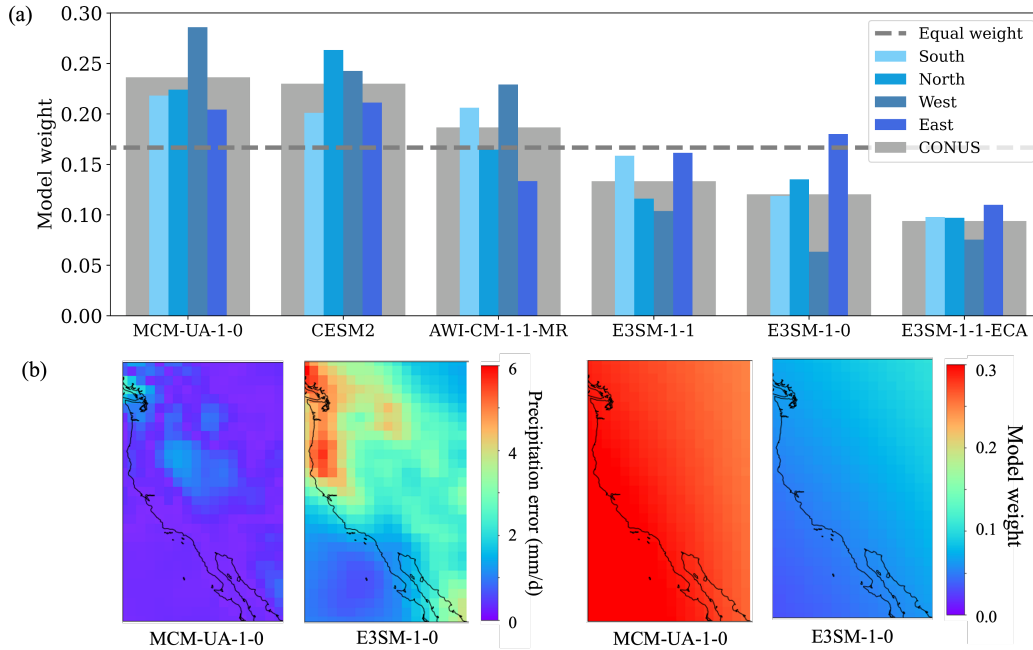 (a)
Model weight
0.30
0.25
0.20
0.15
0.10
0.05
0.00
Equal weight
South
North
West
East
CONUS
MCM-UA-1-0
CESM2
AWI-CM-1-1-MR
E3SM-1-1
E3SM-1-0
E3SM-1-1-ECA
(b)
6
4
2
0
Precipitation error (mm/d)
0.3
0.2
0.1
0.0
Model weight
MCM-UA-1-0
E3SM-1-0
MCM-UA-1-0
E3SM-1-0